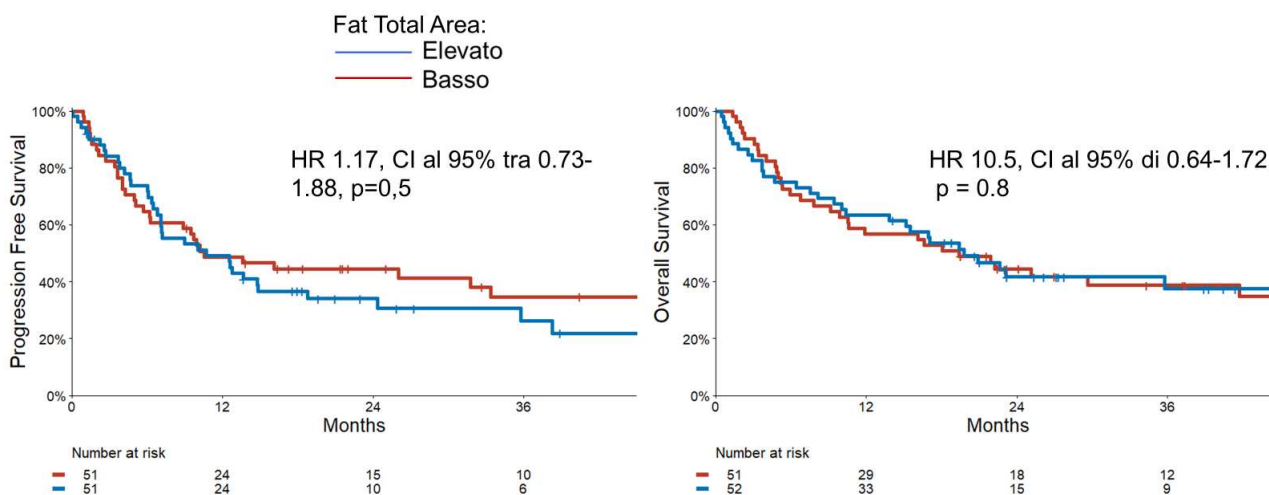 Fat Total Area:
Elevato
Basso
Progression Free Survival
100%
80%
60%
40%
20%
0%
HR 1.17, CI al 95% tra 0.73-
1.88, p=0,5
0 12 24 36
Months
Number at risk
51 24 15 10
51 24 10 6
Overall Survival
100%
80%
60%
40%
20%
0%
HR 10.5, CI al 95% di 0.64-1.72
p = 0.8
0 12 24 36
Months
Number at risk
51 29 18 12
52 33 15 9